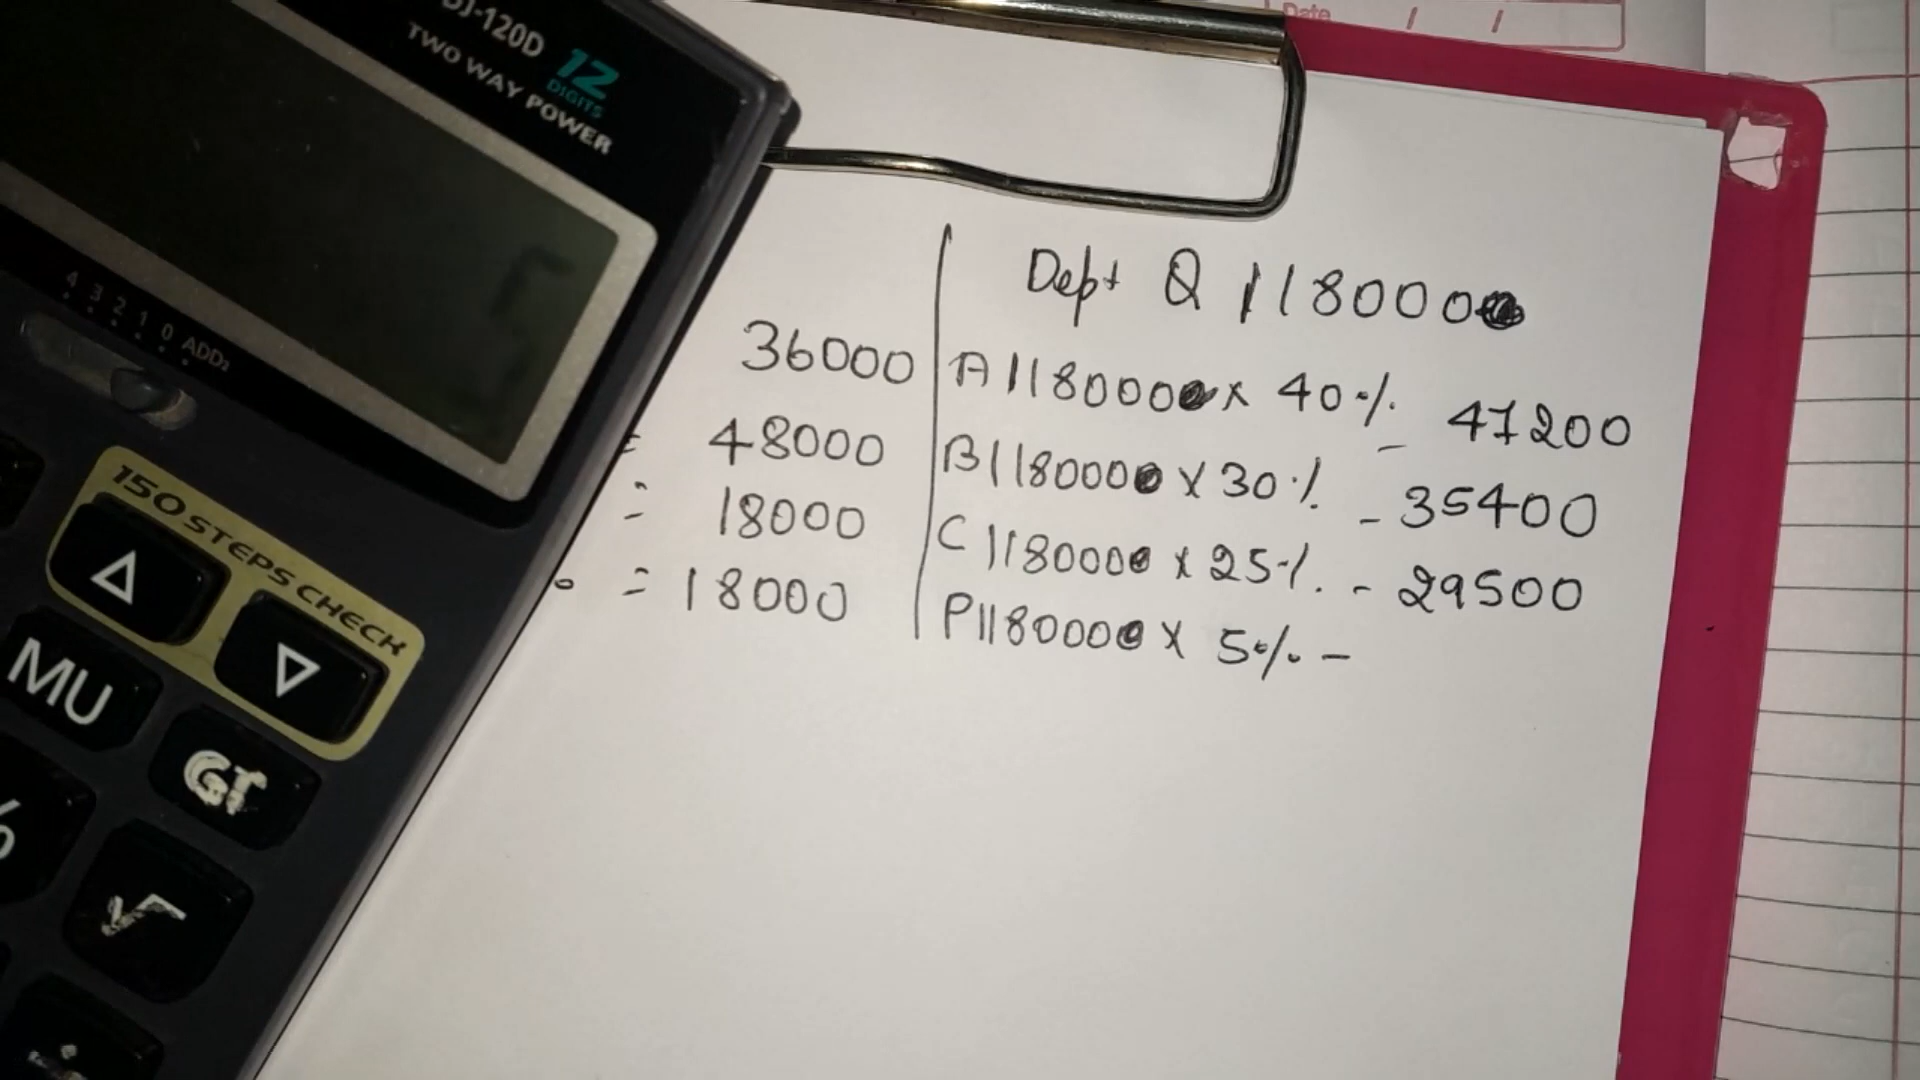 DJ-120D 12
DIGITS
TWO WAY POWER
4 3 2 1 0 ADD2
150 STEPS CHECK
MU
GT
%
√
÷
Date / /
Dept Q 118000
36000 A 118000 x 40% - 47200
= 48000 B 118000 x 30% - 35400
= 18000 C 118000 x 25% - 29500
= 18000 P 118000 x 5% -